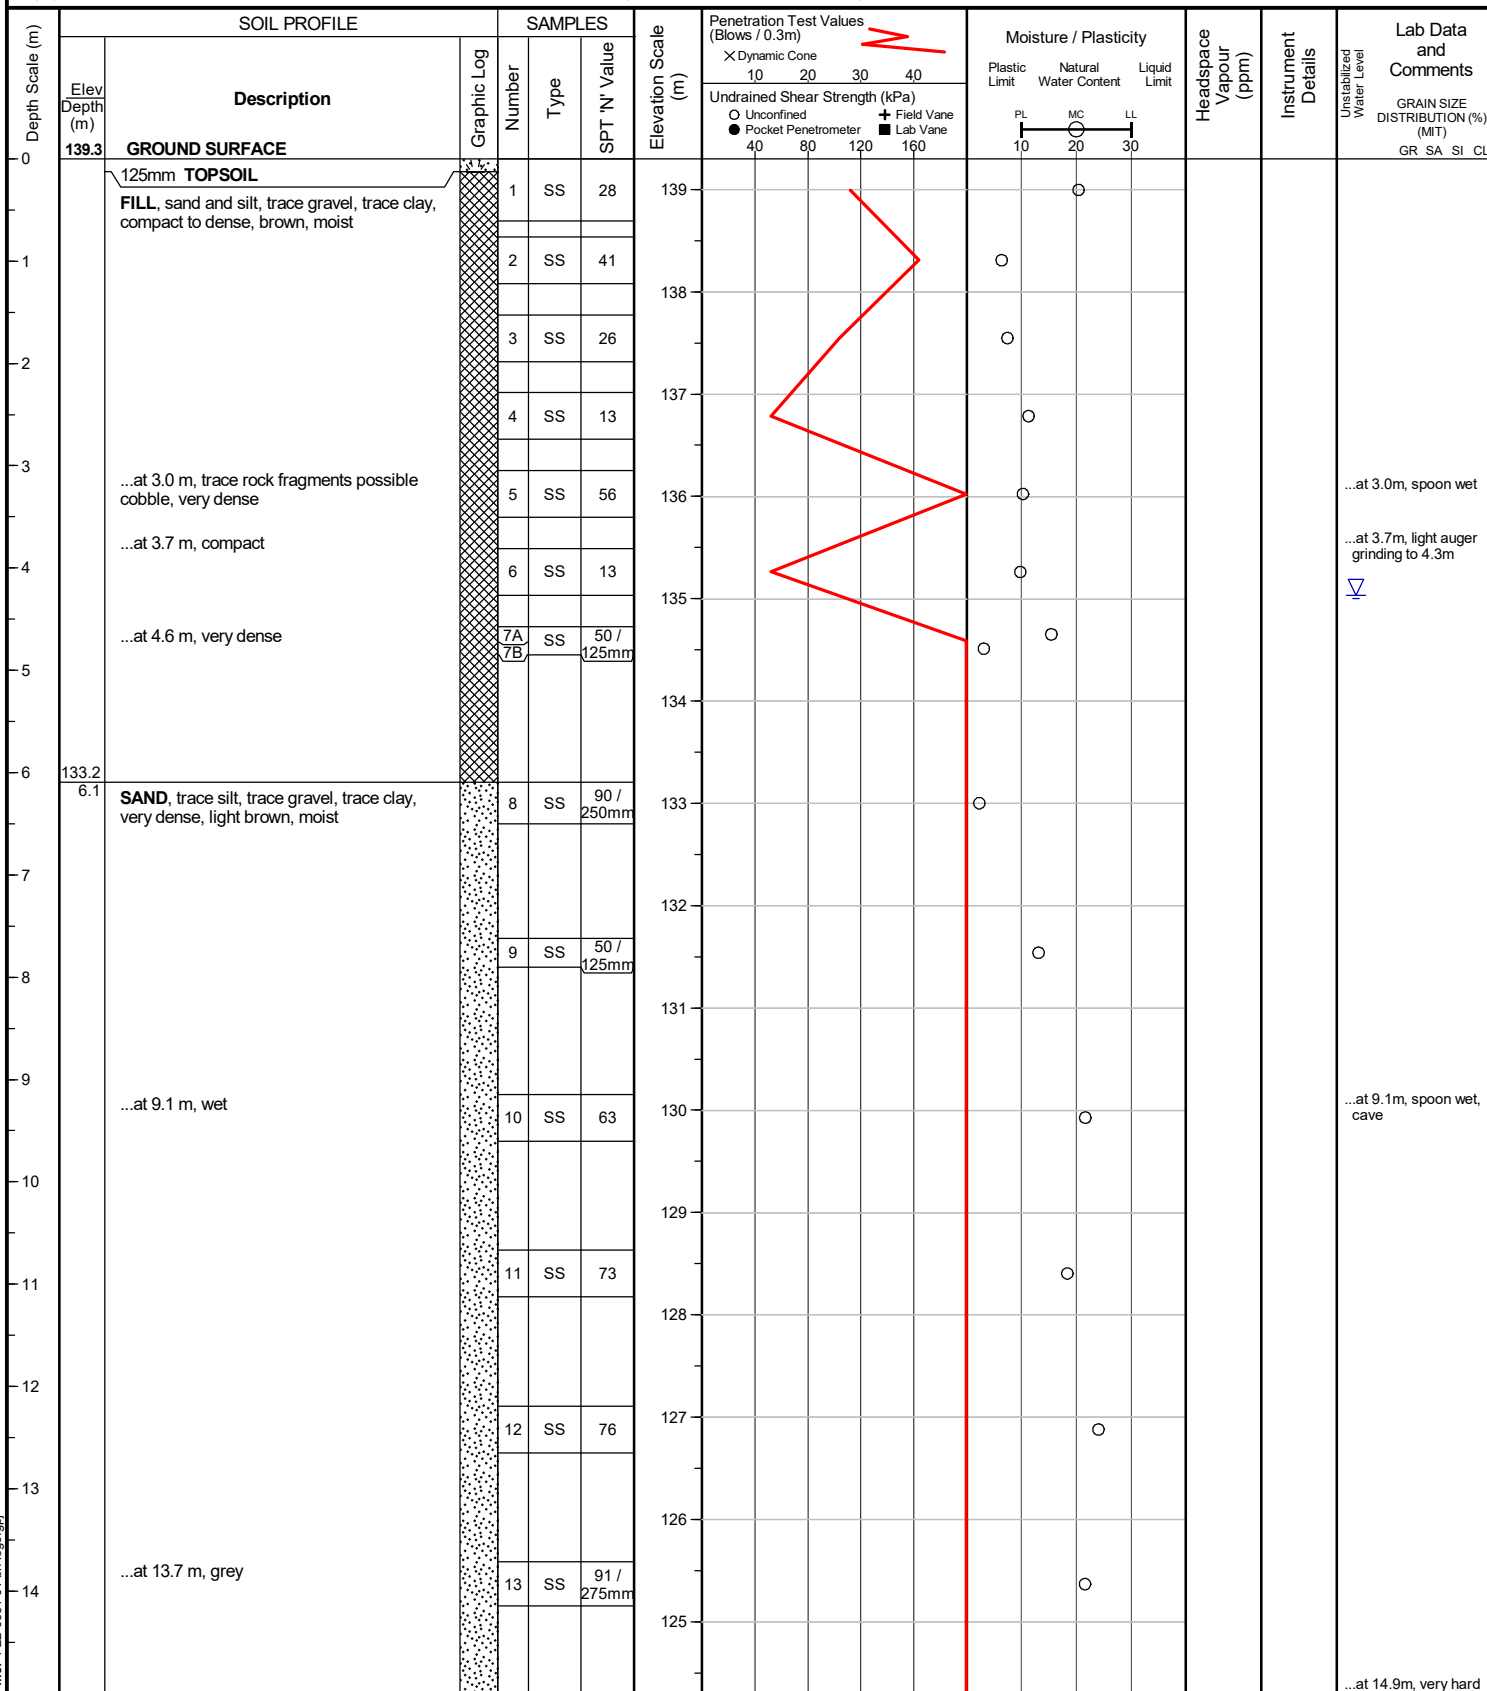 SOIL PROFILE
SAMPLES
Penetration Test Values
(Blows / 0.3m)
Dynamic Cone
10 20 30 40
Undrained Shear Strength (kPa)
Unconfined
Field Vane
Pocket Penetrometer
Lab Vane
40 80 120 160
Moisture / Plasticity
Plastic
Limit
Natural
Water Content
Liquid
Limit
PL MC LL
10 20 30
Headspace
Vapour
(ppm)
Instrument
Details
Unstabilized
Water Level
Lab Data
and
Comments
GRAIN SIZE
DISTRIBUTION (%)
(MIT)
GR SA SI CL
Depth Scale (m)
Elev
Depth
(m)
Description
Graphic Log
Number
Type
SPT 'N' Value
Elevation Scale
(m)
139.3 GROUND SURFACE
125mm TOPSOIL
FILL, sand and silt, trace gravel, trace clay,
compact to dense, brown, moist
...at 3.0 m, trace rock fragments possible
cobble, very dense
...at 3.7 m, compact
...at 4.6 m, very dense
133.2
6.1
SAND, trace silt, trace gravel, trace clay,
very dense, light brown, moist
...at 9.1 m, wet
...at 13.7 m, grey
0
1
2
3
4
5
6
7
8
9
10
11
12
13
14
1 SS 28
2 SS 41
3 SS 26
4 SS 13
5 SS 56
6 SS 13
7A
7B
SS
50 /
125mm
8 SS 90 /
250mm
9 SS 50 /
125mm
10 SS 63
11 SS 73
12 SS 76
13 SS 91 /
275mm
139
138
137
136
135
134
133
132
131
130
129
128
127
126
125
...at 3.0m, spoon wet
...at 3.7m, light auger
grinding to 4.3m
...at 9.1m, spoon wet,
cave
...at 14.9m, very hard